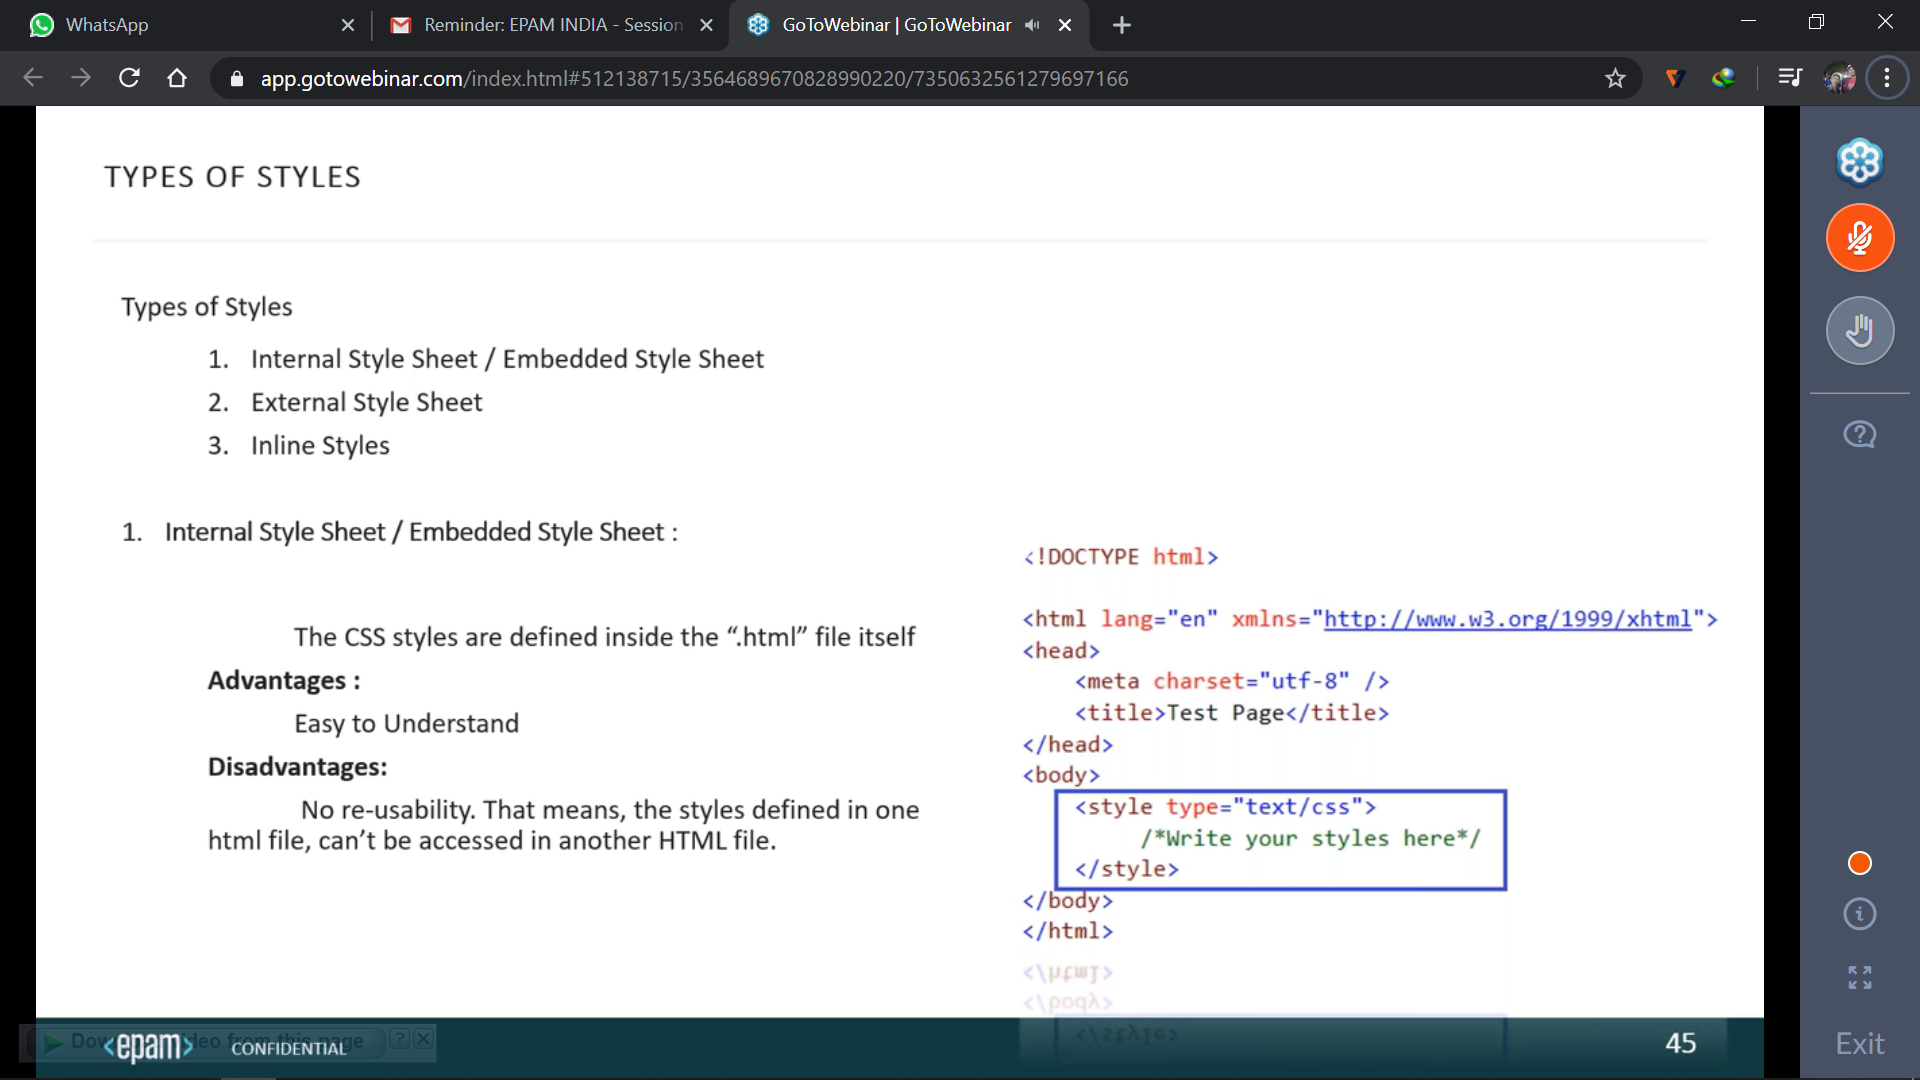 WhatsApp
Reminder: EPAM INDIA - Session
GoToWebinar | GoToWebinar
app.gotowebinar.com/index.html#512138715/3564689670828990220/7350632561279697166
TYPES OF STYLES
Types of Styles
1. Internal Style Sheet / Embedded Style Sheet
2. External Style Sheet
3. Inline Styles
1. Internal Style Sheet / Embedded Style Sheet :
The CSS styles are defined inside the “.html” file itself
Advantages :
Easy to Understand
Disadvantages:
No re-usability. That means, the styles defined in one
html file, can’t be accessed in another HTML file.
<!DOCTYPE html>
<html lang="en" xmlns="http://www.w3.org/1999/xhtml">
<head>
<meta charset="utf-8" />
<title>Test Page</title>
</head>
<body>
<style type="text/css">
/*Write your styles here*/
</style>
</body>
</html>
</html>
</body>
</style>
<epam> CONFIDENTIAL
45
Exit